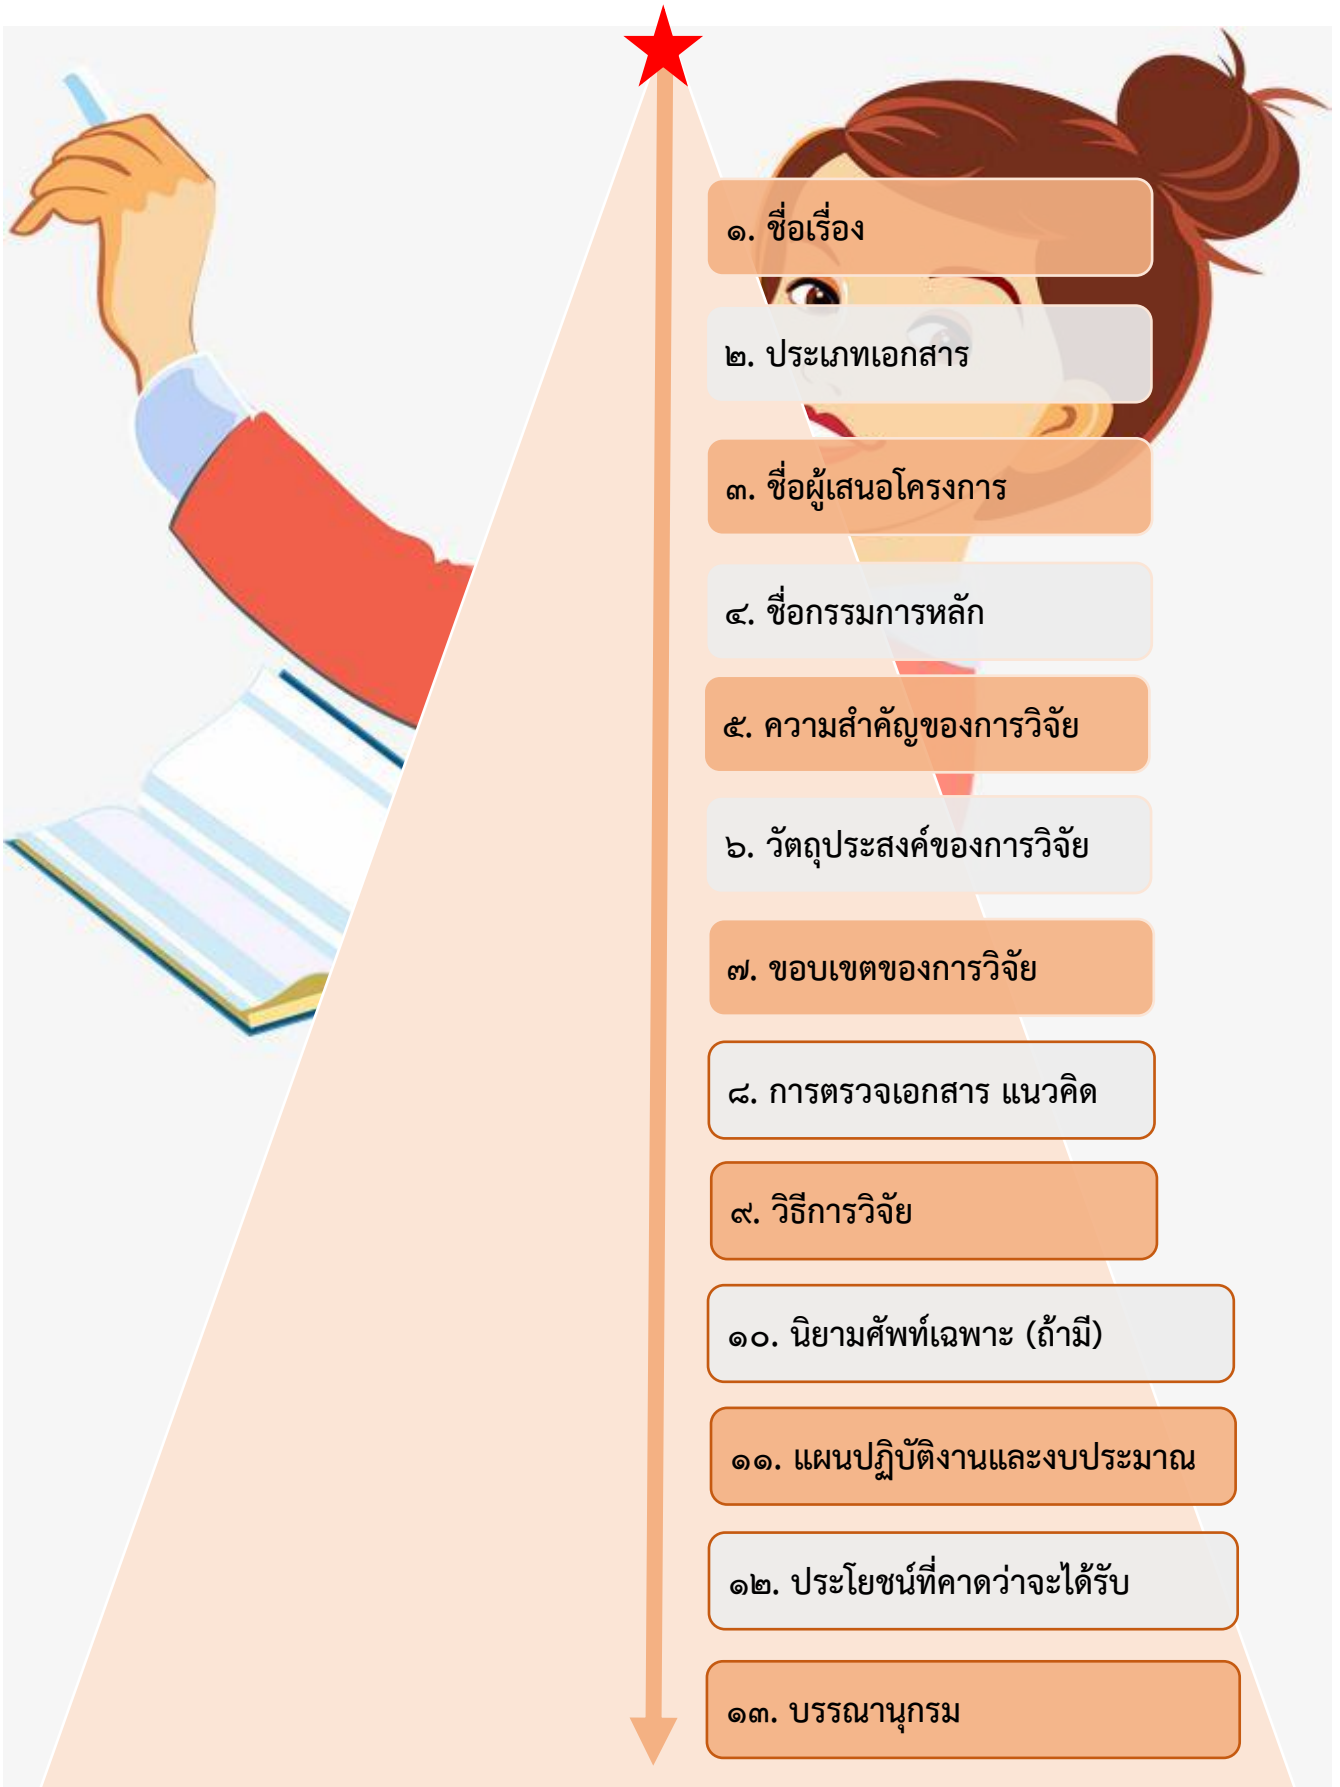 ๑. ชื่อเรื่อง
๒. ประเภทเอกสาร
๓. ชื่อผู้เสนอโครงการ
๔. ชื่อกรรมการหลัก
๕. ความสำคัญของการวิจัย
๖. วัตถุประสงค์ของการวิจัย
๗. ขอบเขตของการวิจัย
๘. การตรวจเอกสาร แนวคิด
๙. วิธีการวิจัย
๑๐. นิยามศัพท์เฉพาะ (ถ้ามี)
๑๑. แผนปฏิบัติงานและงบประมาณ
๑๒. ประโยชน์ที่คาดว่าจะได้รับ
๑๓. บรรณานุกรม